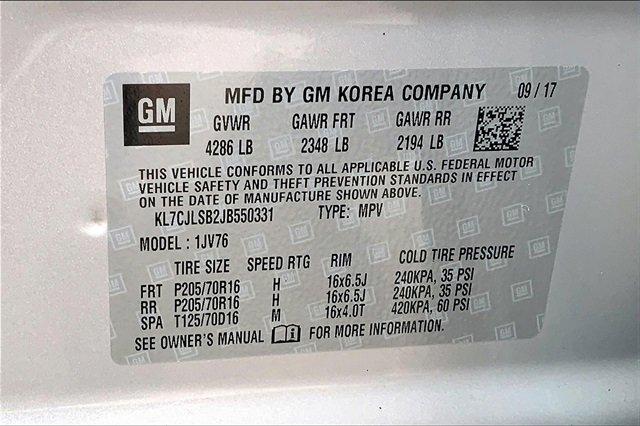 GM
MFD BY GM KOREA COMPANY 09 / 17
GVWR GAWR FRT GAWR RR
4286 LB 2348 LB 2194 LB
THIS VEHICLE CONFORMS TO ALL APPLICABLE U.S. FEDERAL MOTOR
VEHICLE SAFETY AND THEFT PREVENTION STANDARDS IN EFFECT
ON THE DATE OF MANUFACTURE SHOWN ABOVE.
KL7CJLSB2JB550331 TYPE: MPV
MODEL : 1JV76
TIRE SIZE SPEED RTG RIM COLD TIRE PRESSURE
FRT P205/70R16 H 16x6.5J 240KPA, 35 PSI
RR P205/70R16 H 16x6.5J 240KPA, 35 PSI
SPA T125/70D16 M 16x4.0T 420KPA, 60 PSI
SEE OWNER'S MANUAL FOR MORE INFORMATION.